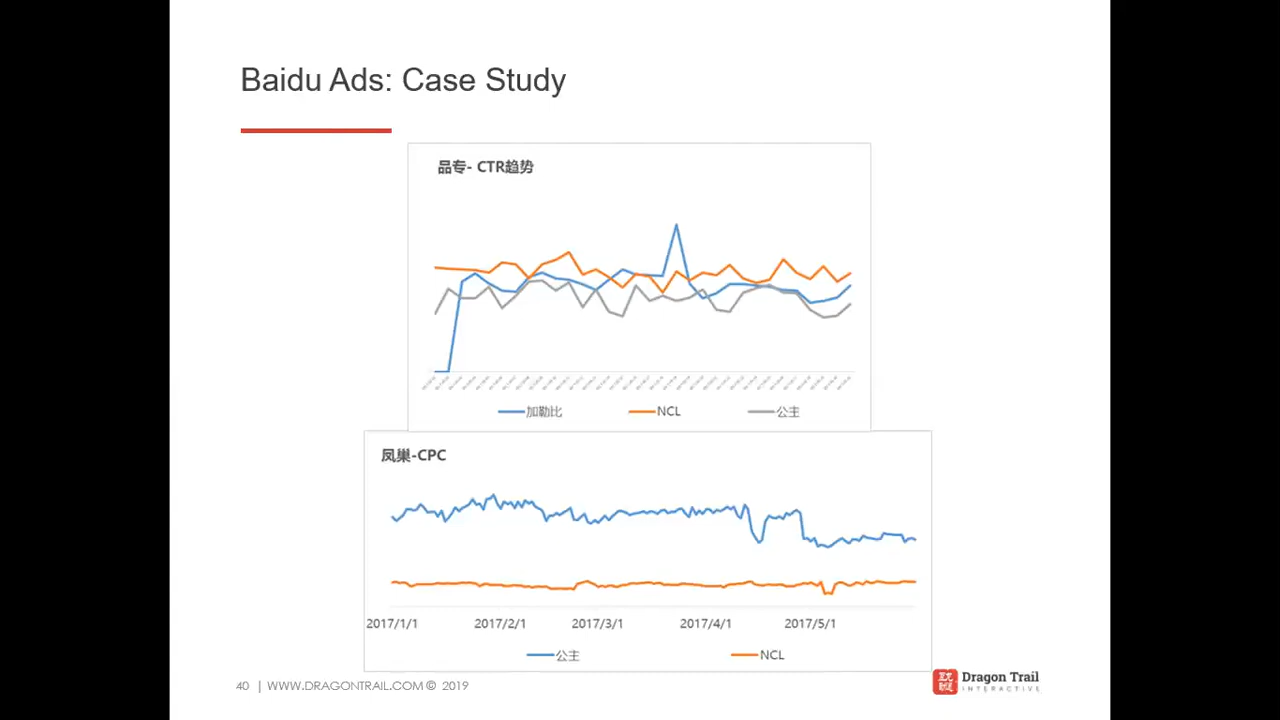 Baidu Ads: Case Study
品专- CTR趋势
加勒比 NCL 公主
凤巢-CPC
2017/1/1 2017/2/1 2017/3/1 2017/4/1 2017/5/1
公主 NCL
40 | WWW.DRAGONTRAIL.COM © 2019
Dragon Trail
INTERACTIVE